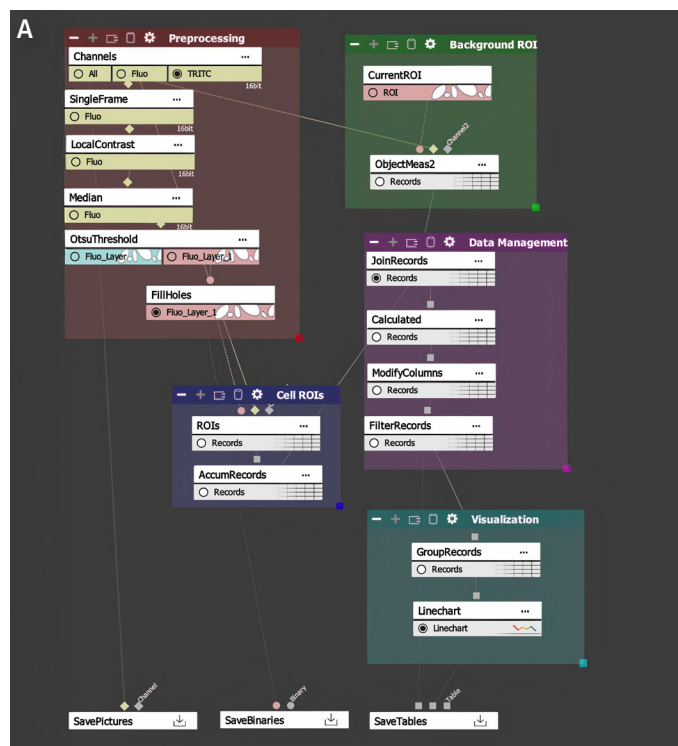 A
Preprocessing
Channels ...
All Fluo TRITC
16bit
SingleFrame ...
Fluo
16bit
LocalContrast ...
Fluo
16bit
Median ...
Fluo
16bit
OtsuThreshold ...
Fluo_Layer Fluo_Layer_1
FillHoles
Fluo_Layer_1
Background ROI
CurrentROI
ROI
Channel2
ObjectMeas2 ...
Records
Data Management
JoinRecords ...
Records
Calculated ...
Records
ModifyColumns ...
Records
FilterRecords ...
Records
Cell ROIs
ROIs ...
Records
AccumRecords ...
Records
Visualization
GroupRecords ...
Records
Linechart ...
Linechart
Channel
SavePictures
Binary
SaveBinaries
Table
SaveTables